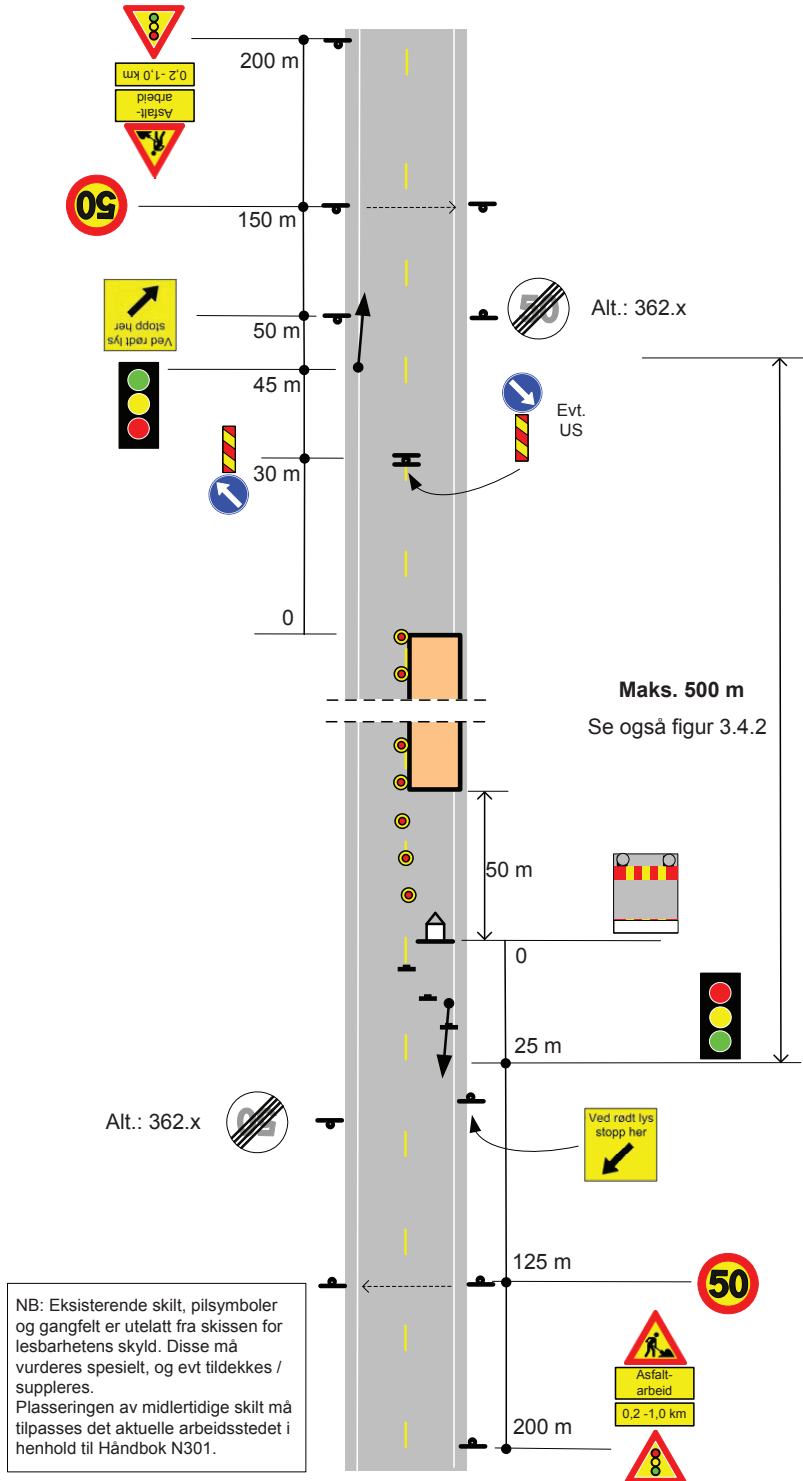 200 m
0,2 -1,0 km
Asfalt-
arbeid
50
150 m
Ved rødt lys
stopp her
50 m
50
Alt.: 362.x
45 m
Evt.
US
30 m
0
Maks. 500 m
Se også figur 3.4.2
50 m
0
25 m
Alt.: 362.x
50
Ved rødt lys
stopp her
125 m
50
NB: Eksisterende skilt, pilsymboler
og gangfelt er utelatt fra skissen for
lesbarhetens skyld. Disse må
vurderes spesielt, og evt tildekkes /
suppleres.
Plasseringen av midlertidige skilt må
tilpasses det aktuelle arbeidsstedet i
henhold til Håndbok N301.
Asfalt-
arbeid
0,2 -1,0 km
200 m